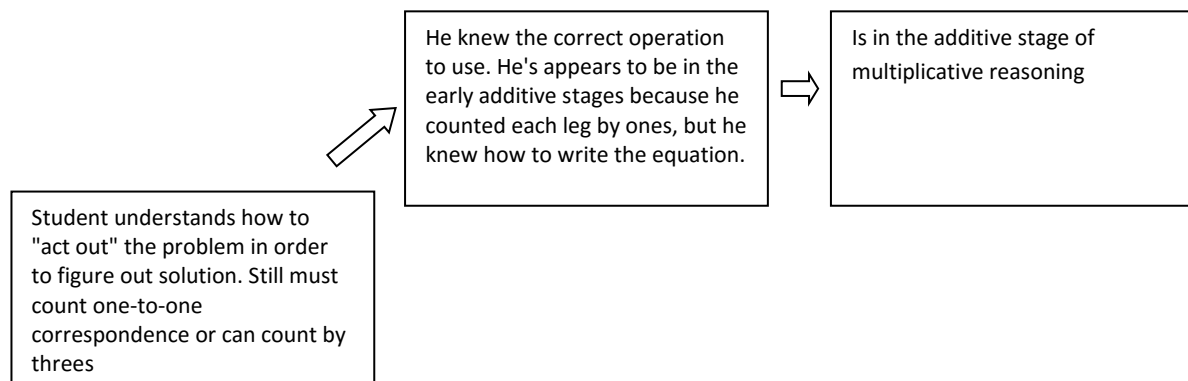 Student understands how to
"act out" the problem in order
to figure out solution. Still must
count one-to-one
correspondence or can count by
threes
He knew the correct operation
to use. He's appears to be in the
early additive stages because he
counted each leg by ones, but he
knew how to write the equation.
Is in the additive stage of
multiplicative reasoning